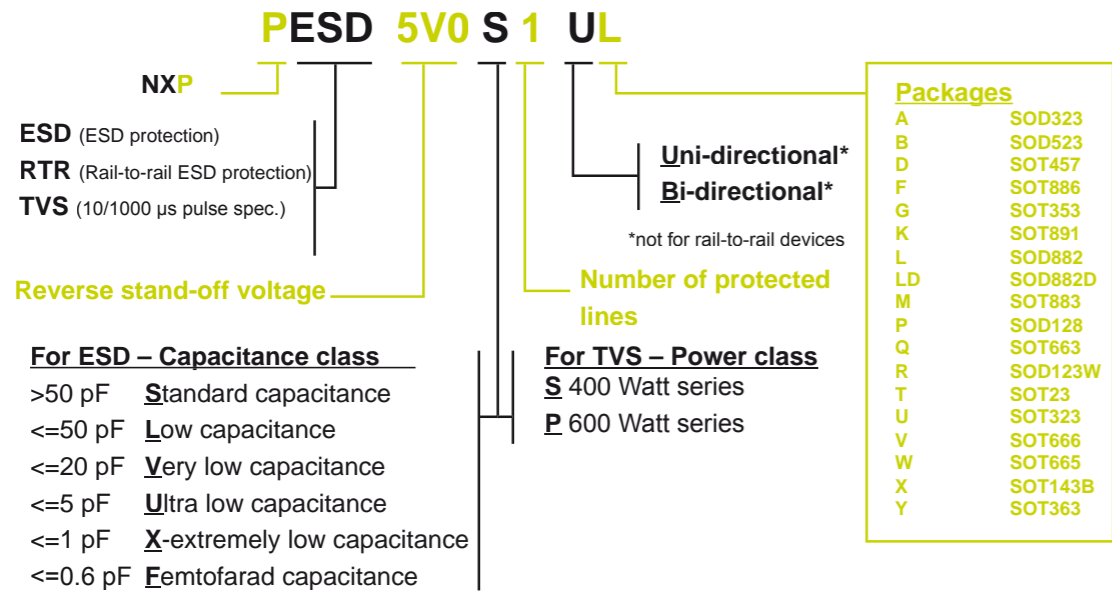 PESD 5V0 S 1 UL
NXP
ESD (ESD protection)
RTR (Rail-to-rail ESD protection)
TVS (10/1000 µs pulse spec.)
Reverse stand-off voltage
Uni-directional*
Bi-directional*
*not for rail-to-rail devices
Number of protected
lines
For ESD – Capacitance class
>50 pF Standard capacitance
<=50 pF Low capacitance
<=20 pF Very low capacitance
<=5 pF Ultra low capacitance
<=1 pF X-extremely low capacitance
<=0.6 pF Femtofarad capacitance
For TVS – Power class
S 400 Watt series
P 600 Watt series
Packages
A SOD323
B SOD523
D SOT457
F SOT886
G SOT353
K SOT891
L SOD882
LD SOD882D
M SOT883
P SOD128
Q SOT663
R SOD123W
T SOT23
U SOT323
V SOT666
W SOT665
X SOT143B
Y SOT363